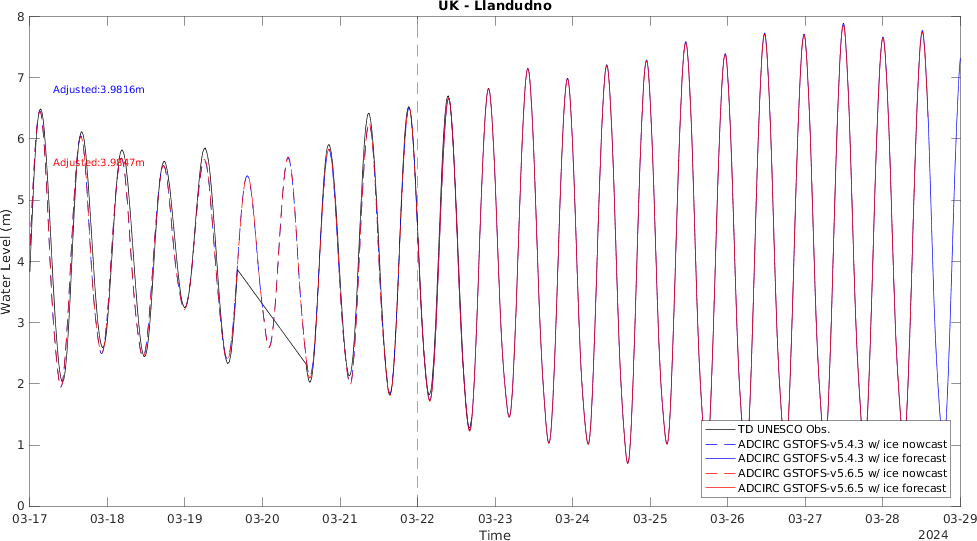 UK - Llandudno
8
7
6
5
4
3
2
1
0
Water Level (m)
Adjusted:3.9816m
Adjusted:3.9847m
TD UNESCO Obs.
ADCIRC GSTOFS-v5.4.3 w/ ice nowcast
ADCIRC GSTOFS-v5.4.3 w/ ice forecast
ADCIRC GSTOFS-v5.6.5 w/ ice nowcast
ADCIRC GSTOFS-v5.6.5 w/ ice forecast
03-17 03-18 03-19 03-20 03-21 03-22 03-23 03-24 03-25 03-26 03-27 03-28 03-29
Time
2024